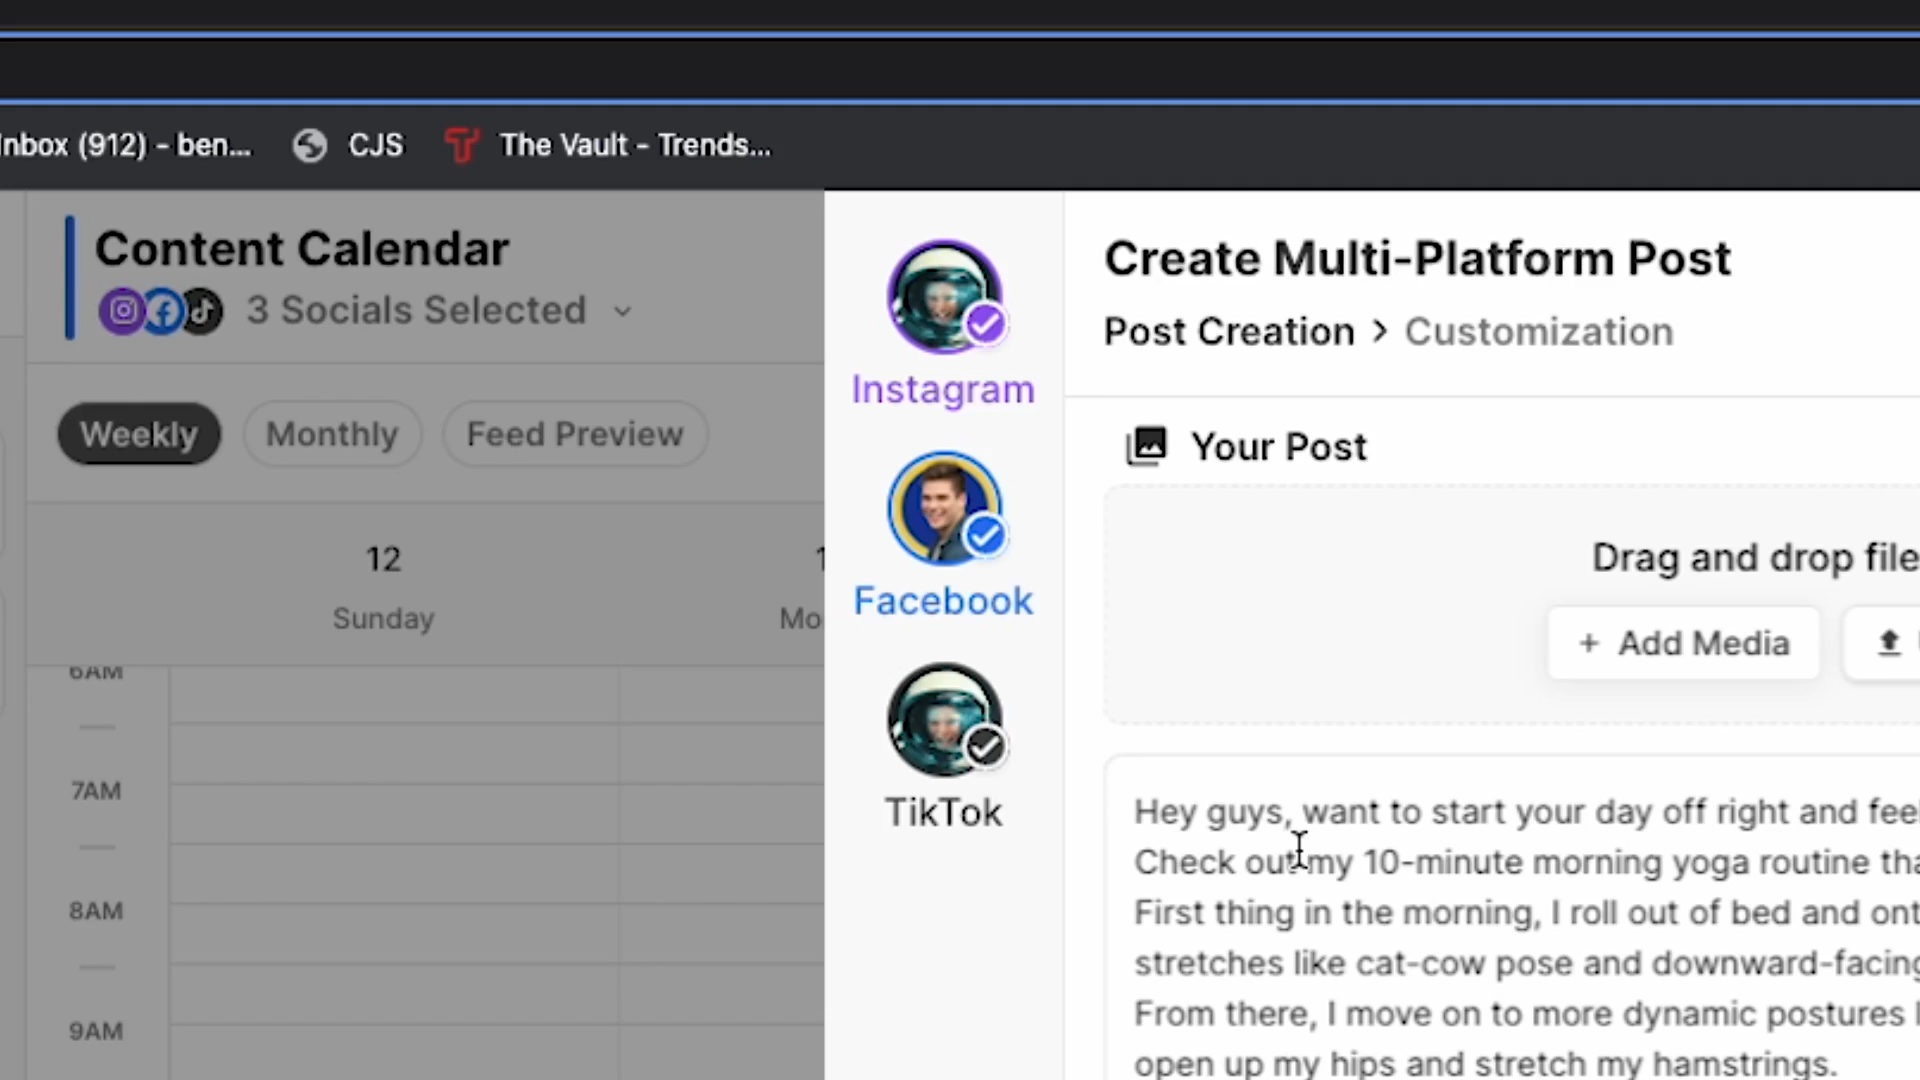 Inbox (912) - ben... CJS The Vault - Trends...
Content Calendar
3 Socials Selected
Weekly Monthly Feed Preview
12
Sunday
6AM
7AM
8AM
9AM
Instagram
Facebook
TikTok
Create Multi-Platform Post
Post Creation > Customization
Your Post
Drag and drop file
+ Add Media
Hey guys, want to start your day off right and feel
Check out my 10-minute morning yoga routine
First thing in the morning, I roll out of bed and
stretches like cat-cow pose and downward-facing
From there, I move on to more dynamic postures
open up my hips and stretch my hamstrings.